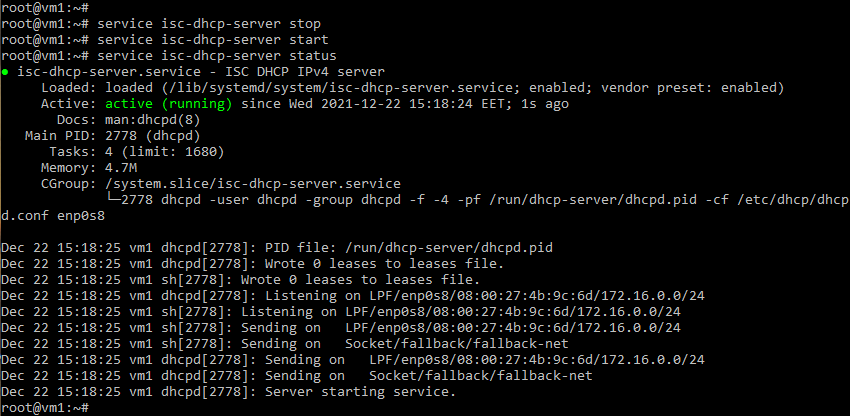 root@vm1:~#
root@vm1:~# service isc-dhcp-server stop
root@vm1:~# service isc-dhcp-server start
root@vm1:~# service isc-dhcp-server status
● isc-dhcp-server.service - ISC DHCP IPv4 server
     Loaded: loaded (/lib/systemd/system/isc-dhcp-server.service; enabled; vendor preset: enabled)
     Active: active (running) since Wed 2021-12-22 15:18:24 EET; 1s ago
       Docs: man:dhcpd(8)
   Main PID: 2778 (dhcpd)
      Tasks: 4 (limit: 1680)
     Memory: 4.7M
     CGroup: /system.slice/isc-dhcp-server.service
             └─2778 dhcpd -user dhcpd -group dhcpd -f -4 -pf /run/dhcp-server/dhcpd.pid -cf /etc/dhcp/dhcp
d.conf enp0s8

Dec 22 15:18:25 vm1 dhcpd[2778]: PID file: /run/dhcp-server/dhcpd.pid
Dec 22 15:18:25 vm1 dhcpd[2778]: Wrote 0 leases to leases file.
Dec 22 15:18:25 vm1 sh[2778]: Wrote 0 leases to leases file.
Dec 22 15:18:25 vm1 dhcpd[2778]: Listening on LPF/enp0s8/08:00:27:4b:9c:6d/172.16.0.0/24
Dec 22 15:18:25 vm1 sh[2778]: Listening on LPF/enp0s8/08:00:27:4b:9c:6d/172.16.0.0/24
Dec 22 15:18:25 vm1 sh[2778]: Sending on   LPF/enp0s8/08:00:27:4b:9c:6d/172.16.0.0/24
Dec 22 15:18:25 vm1 sh[2778]: Sending on   Socket/fallback/fallback-net
Dec 22 15:18:25 vm1 dhcpd[2778]: Sending on   LPF/enp0s8/08:00:27:4b:9c:6d/172.16.0.0/24
Dec 22 15:18:25 vm1 dhcpd[2778]: Sending on   Socket/fallback/fallback-net
Dec 22 15:18:25 vm1 dhcpd[2778]: Server starting service.
root@vm1:~#